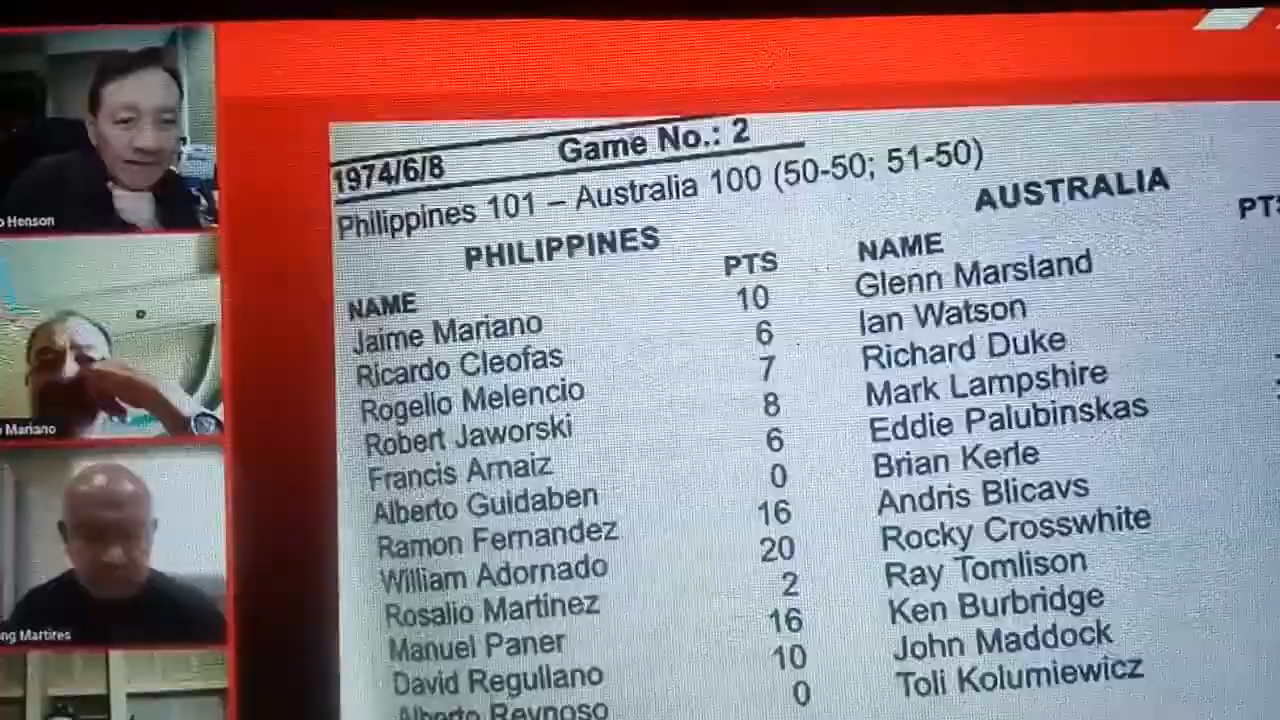 1974/6/8 Game No.: 2
Philippines 101 – Australia 100 (50-50; 51-50)
PHILIPPINES
AUSTRALIA
NAME PTS
Jaime Mariano 10
Ricardo Cleofas 6
Rogelio Melencio 7
Robert Jaworski 8
Francis Arnaiz 6
Alberto Guidaben 0
Ramon Fernandez 16
William Adornado 20
Rosalio Martinez 2
Manuel Paner 16
David Regullano 10
Alberto Reynoso 0
NAME
Glenn Marsland
Ian Watson
Richard Duke
Mark Lampshire
Eddie Palubinskas
Brian Kerle
Andris Blicavs
Rocky Crosswhite
Ray Tomlison
Ken Burbridge
John Maddock
Toli Kolumiewicz
Henson
Mariano
Martires